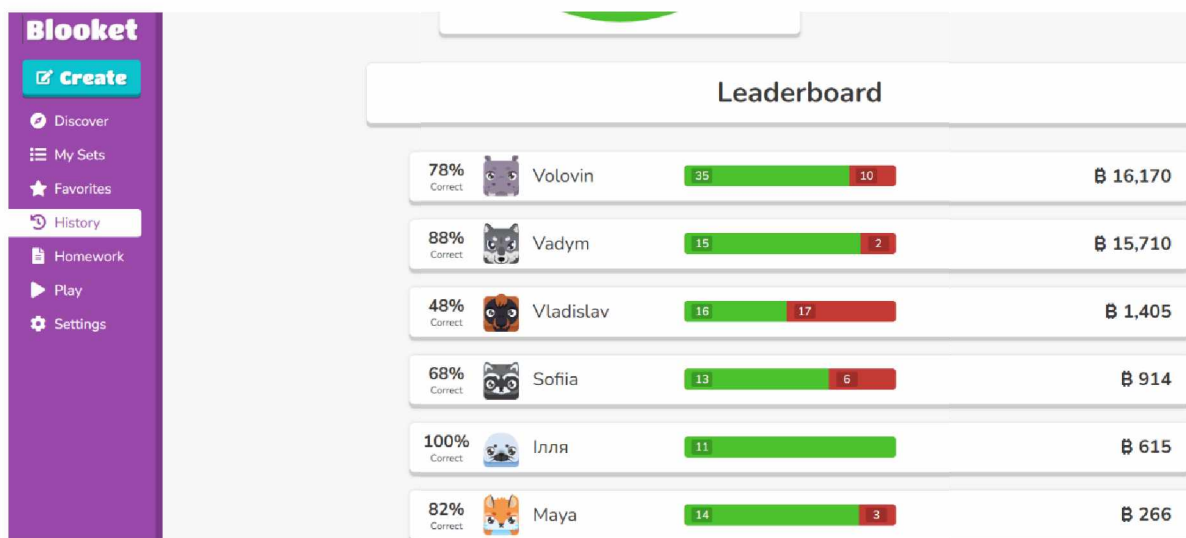 Blooket
Create
Discover
My Sets
Favorites
History
Homework
Play
Settings
Leaderboard
78% Correct Volovin 35 10 ₿ 16,170
88% Correct Vadym 15 2 ₿ 15,710
48% Correct Vladislav 16 17 ₿ 1,405
68% Correct Sofiia 13 6 ₿ 914
100% Correct Ілля 11 ₿ 615
82% Correct Maya 14 3 ₿ 266